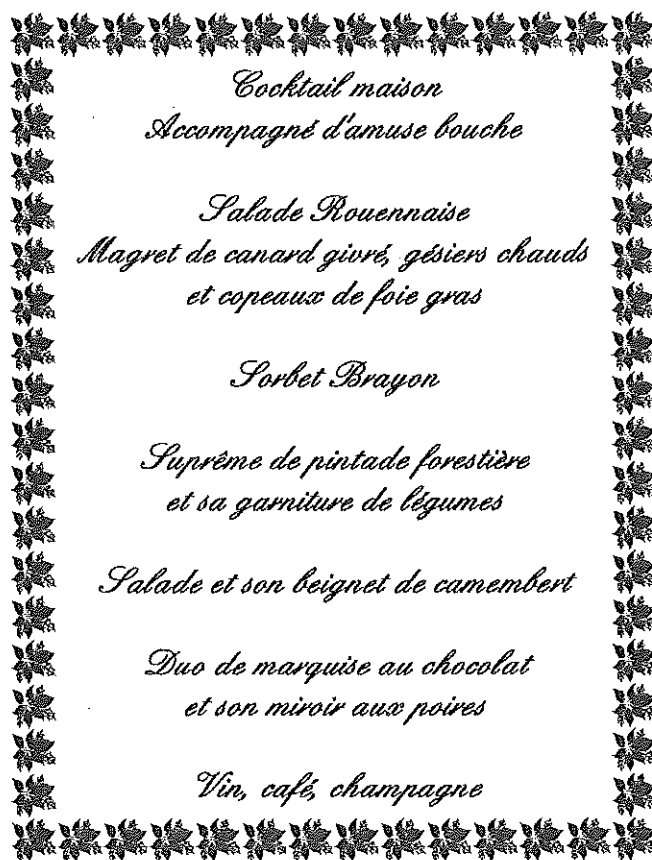 Cocktail maison
Accompagné d'amuse bouche
Salade Rouennaise
Magret de canard givré, gésiers chauds
et copeaux de foie gras
Sorbet Brayon
Suprême de pintade forestière
et sa garniture de légumes
Salade et son beignet de camembert
Duo de marquise au chocolat
et son miroir aux poires
Vin, café, champagne